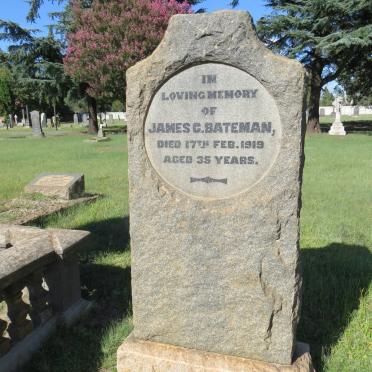 IN
LOVING MEMORY
OF
JAMES C. BATEMAN,
DIED 17TH FEB. 1919
AGED 35 YEARS.